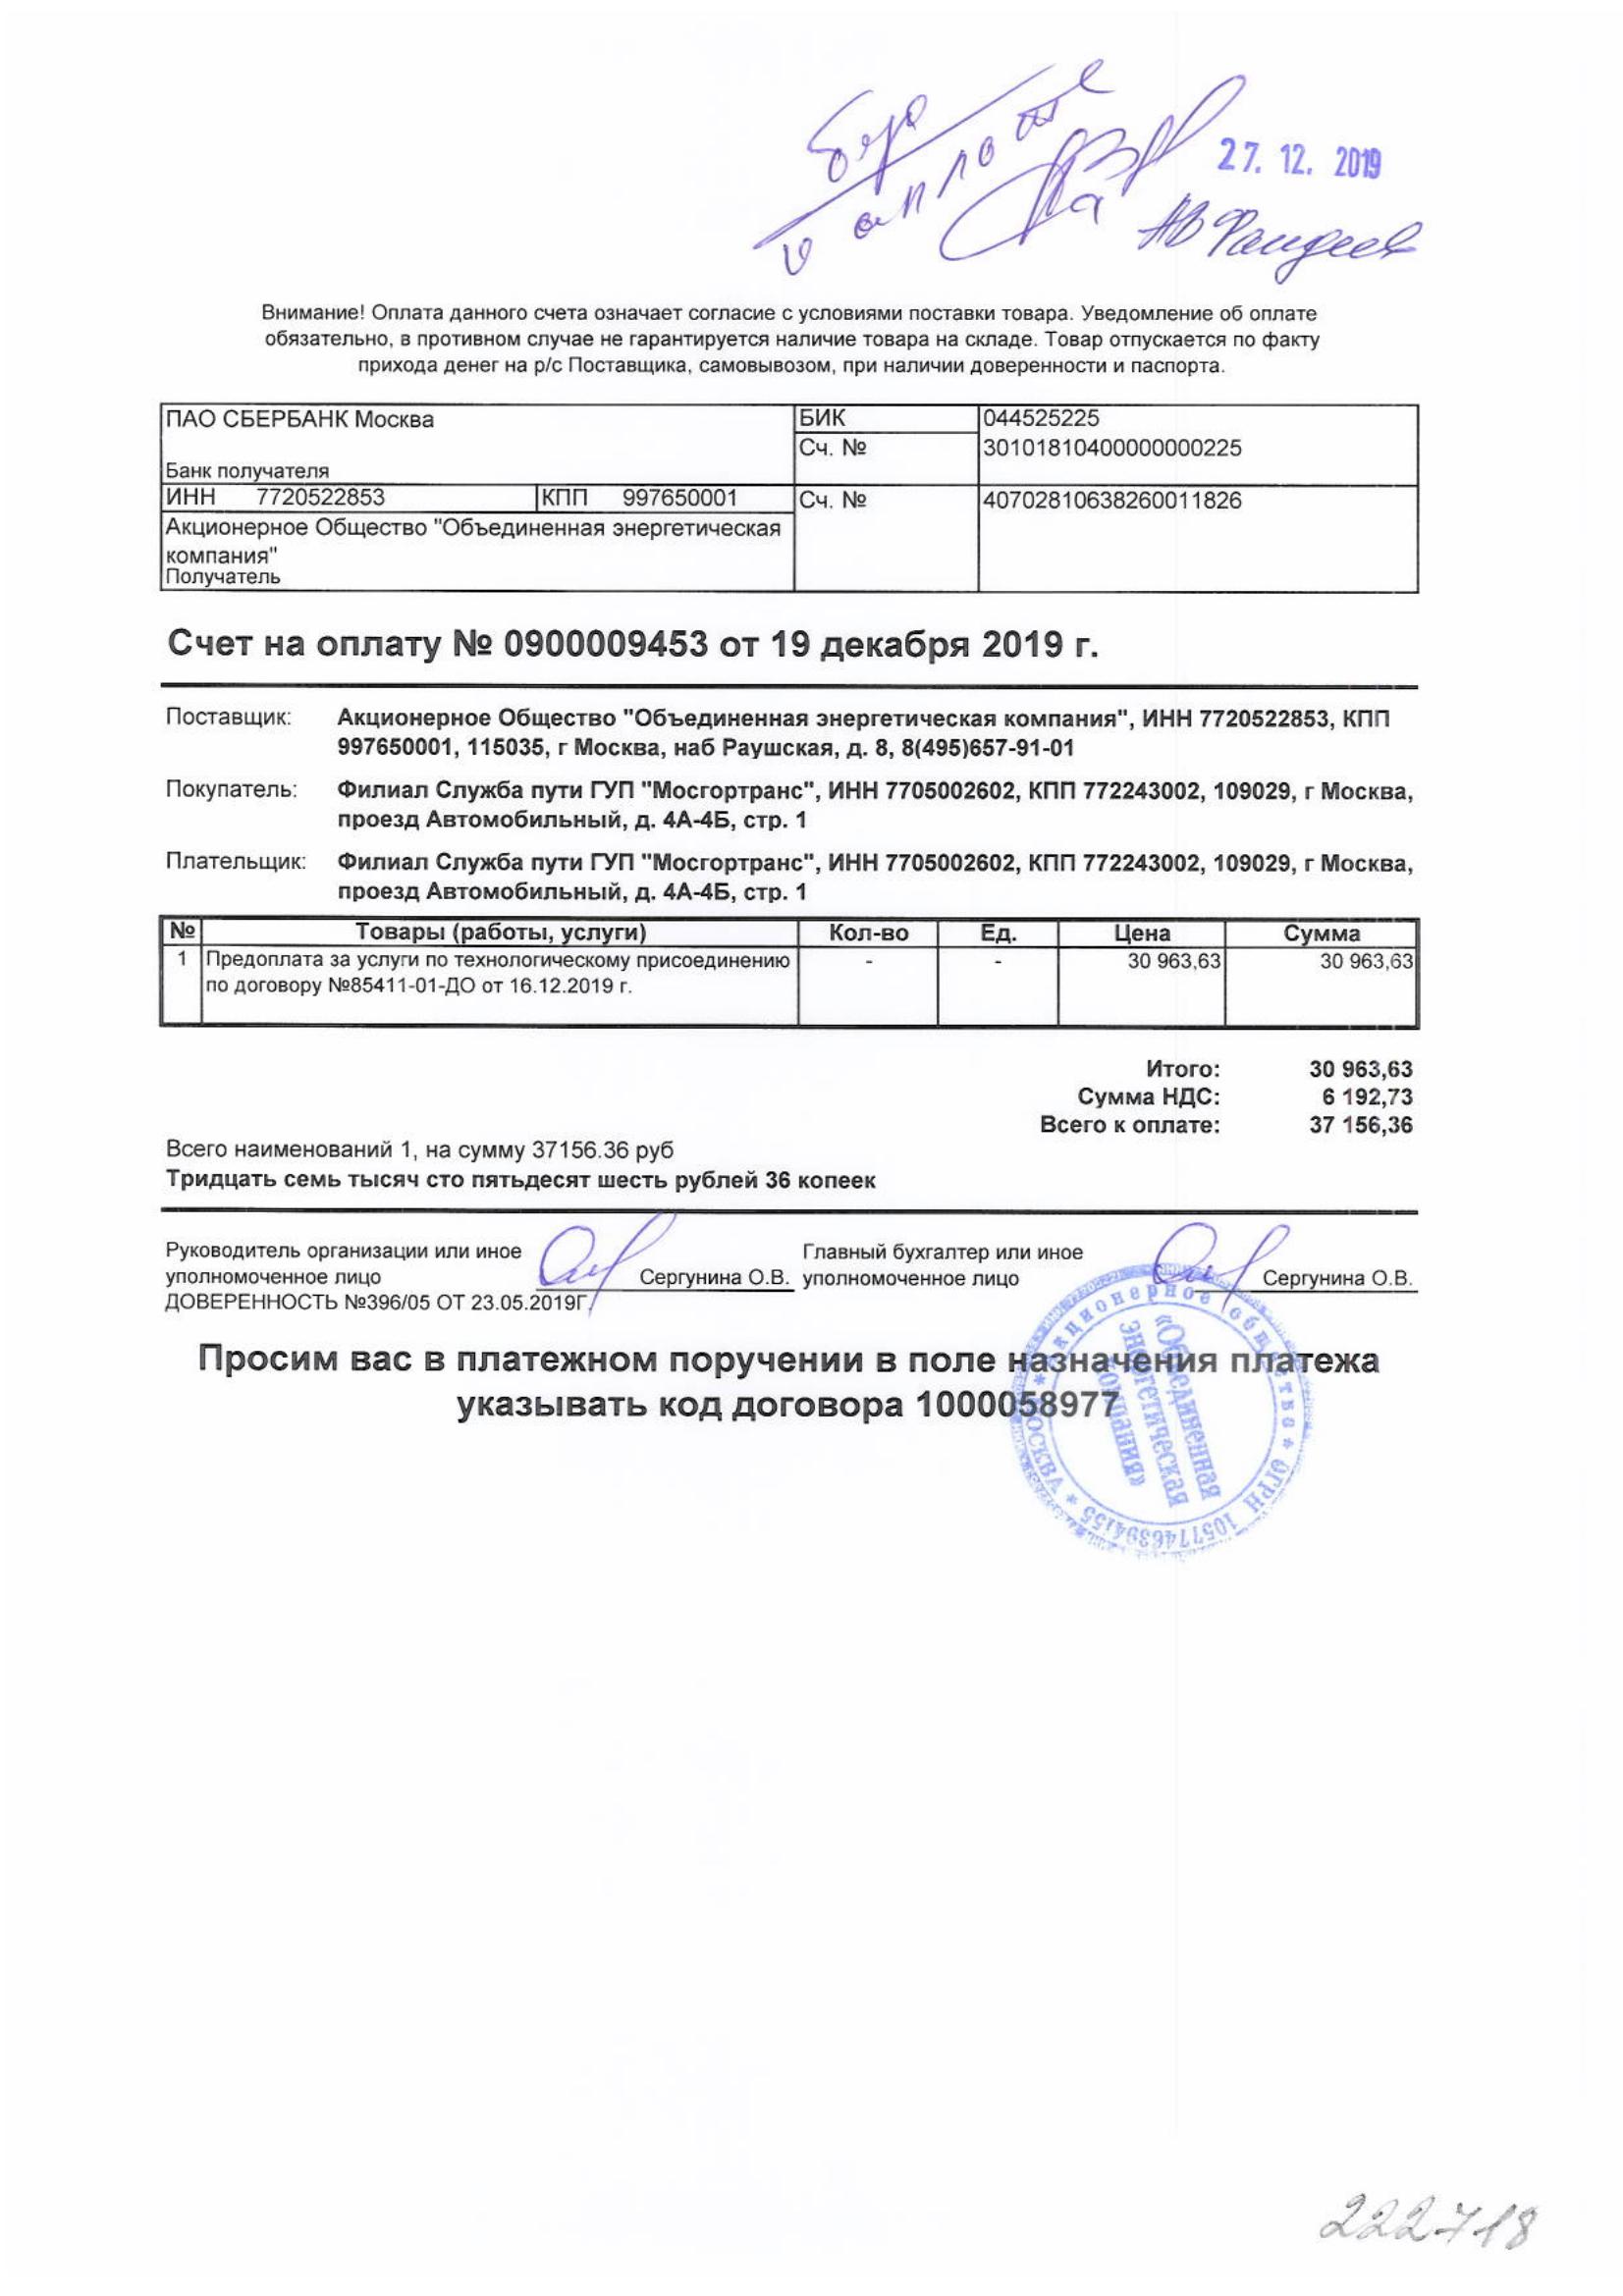 27. 12. 2019
Внимание! Оплата данного счета означает согласие с условиями поставки товара. Уведомление об оплате
обязательно, в противном случае не гарантируется наличие товара на складе. Товар отпускается по факту
прихода денег на р/с Поставщика, самовывозом, при наличии доверенности и паспорта.
ПАО СБЕРБАНК Москва БИК 044525225
Сч. № 30101810400000000225
Банк получателя
ИНН 7720522853 КПП 997650001 Сч. № 40702810638260011826
Акционерное Общество "Объединенная энергетическая
компания"
Получатель
Счет на оплату № 0900009453 от 19 декабря 2019 г.
Поставщик: Акционерное Общество "Объединенная энергетическая компания", ИНН 7720522853, КПП
997650001, 115035, г Москва, наб Раушская, д. 8, 8(495)657-91-01
Покупатель: Филиал Служба пути ГУП "Мосгортранс", ИНН 7705002602, КПП 772243002, 109029, г Москва,
проезд Автомобильный, д. 4А-4Б, стр. 1
Плательщик: Филиал Служба пути ГУП "Мосгортранс", ИНН 7705002602, КПП 772243002, 109029, г Москва,
проезд Автомобильный, д. 4А-4Б, стр. 1
№ Товары (работы, услуги) Кол-во Ед. Цена Сумма
1 Предоплата за услуги по технологическому присоединению - - 30 963,63 30 963,63
по договору №85411-01-ДО от 16.12.2019 г.
Итого: 30 963,63
Сумма НДС: 6 192,73
Всего к оплате: 37 156,36
Всего наименований 1, на сумму 37156.36 руб
Тридцать семь тысяч сто пятьдесят шесть рублей 36 копеек
Руководитель организации или иное Главный бухгалтер или иное
уполномоченное лицо Сергунина О.В. уполномоченное лицо Сергунина О.В.
ДОВЕРЕННОСТЬ №396/05 ОТ 23.05.2019Г.
Просим вас в платежном поручении в поле назначения платежа
указывать код договора 1000058977
Акционерное общество * ОГРН 1057746394155 * МОСКВА *
«Объединенная
энергетическая
компания»
222718